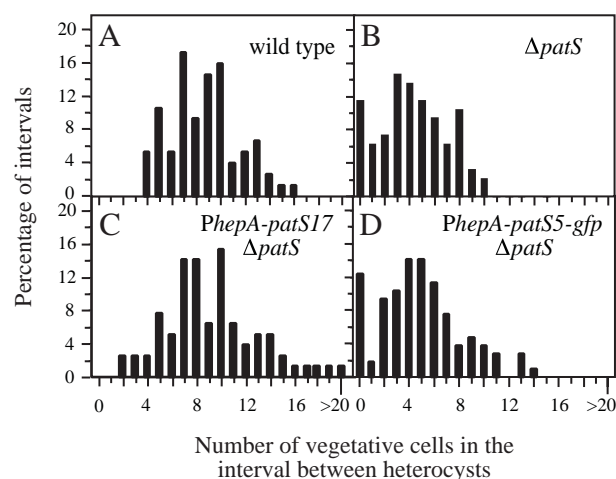 Percentage of intervals
20
16
12
8
4
0
A
wild type
B
ΔpatS
20
16
12
8
4
0
C
PhepA-patS17
ΔpatS
D
PhepA-patS5-gfp
ΔpatS
0 4 8 12 16 >20
0 4 8 12 16 >20
Number of vegetative cells in the
interval between heterocysts